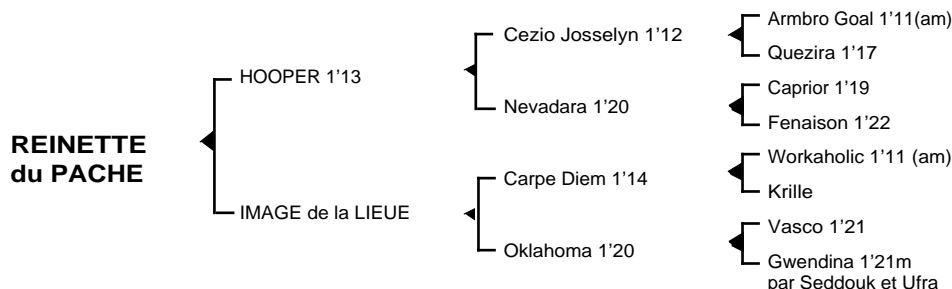 REINETTE
du PACHE
HOOPER 1’13
IMAGE de la LIEUE
Cezio Josselyn 1’12
Nevadara 1’20
Carpe Diem 1’14
Oklahoma 1’20
Armbro Goal 1’11(am)
Quezira 1’17
Caprior 1’19
Fenaison 1’22
Workaholic 1’11 (am)
Krille
Vasco 1’21
Gwendina 1’21m
par Seddouk et Ufra